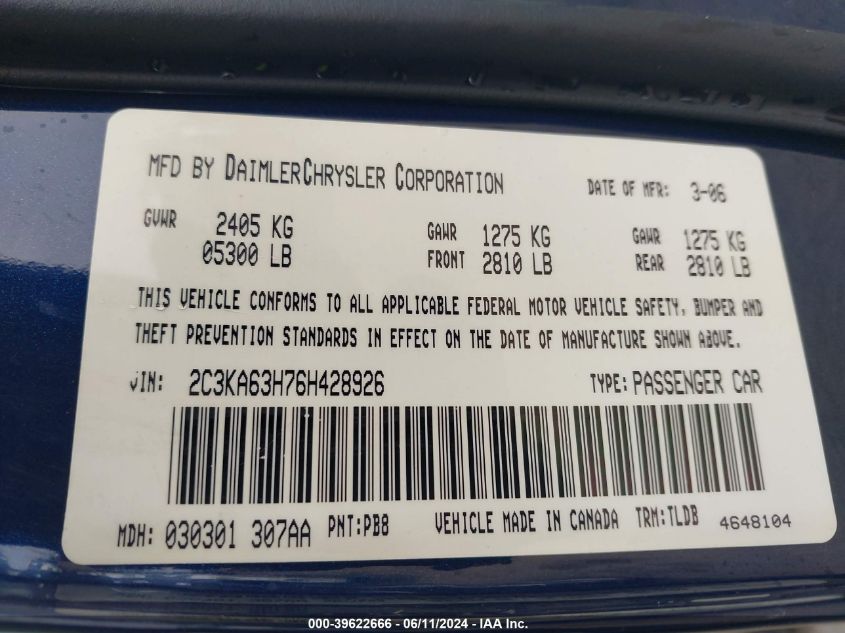 MFD BY DAIMLERCHRYSLER CORPORATION DATE OF MFR: 3-06
GVWR 2405 KG GAWR 1275 KG GAWR 1275 KG
05300 LB FRONT 2810 LB REAR 2810 LB
THIS VEHICLE CONFORMS TO ALL APPLICABLE FEDERAL MOTOR VEHICLE SAFETY, BUMPER AND
THEFT PREVENTION STANDARDS IN EFFECT ON THE DATE OF MANUFACTURE SHOWN ABOVE.
VIN: 2C3KA63H76H428926 TYPE: PASSENGER CAR
MDH: 030301 307AA PNT:PB8 VEHICLE MADE IN CANADA TRM:TLDB 4648104
000-39622666 - 06/11/2024 - IAA Inc.